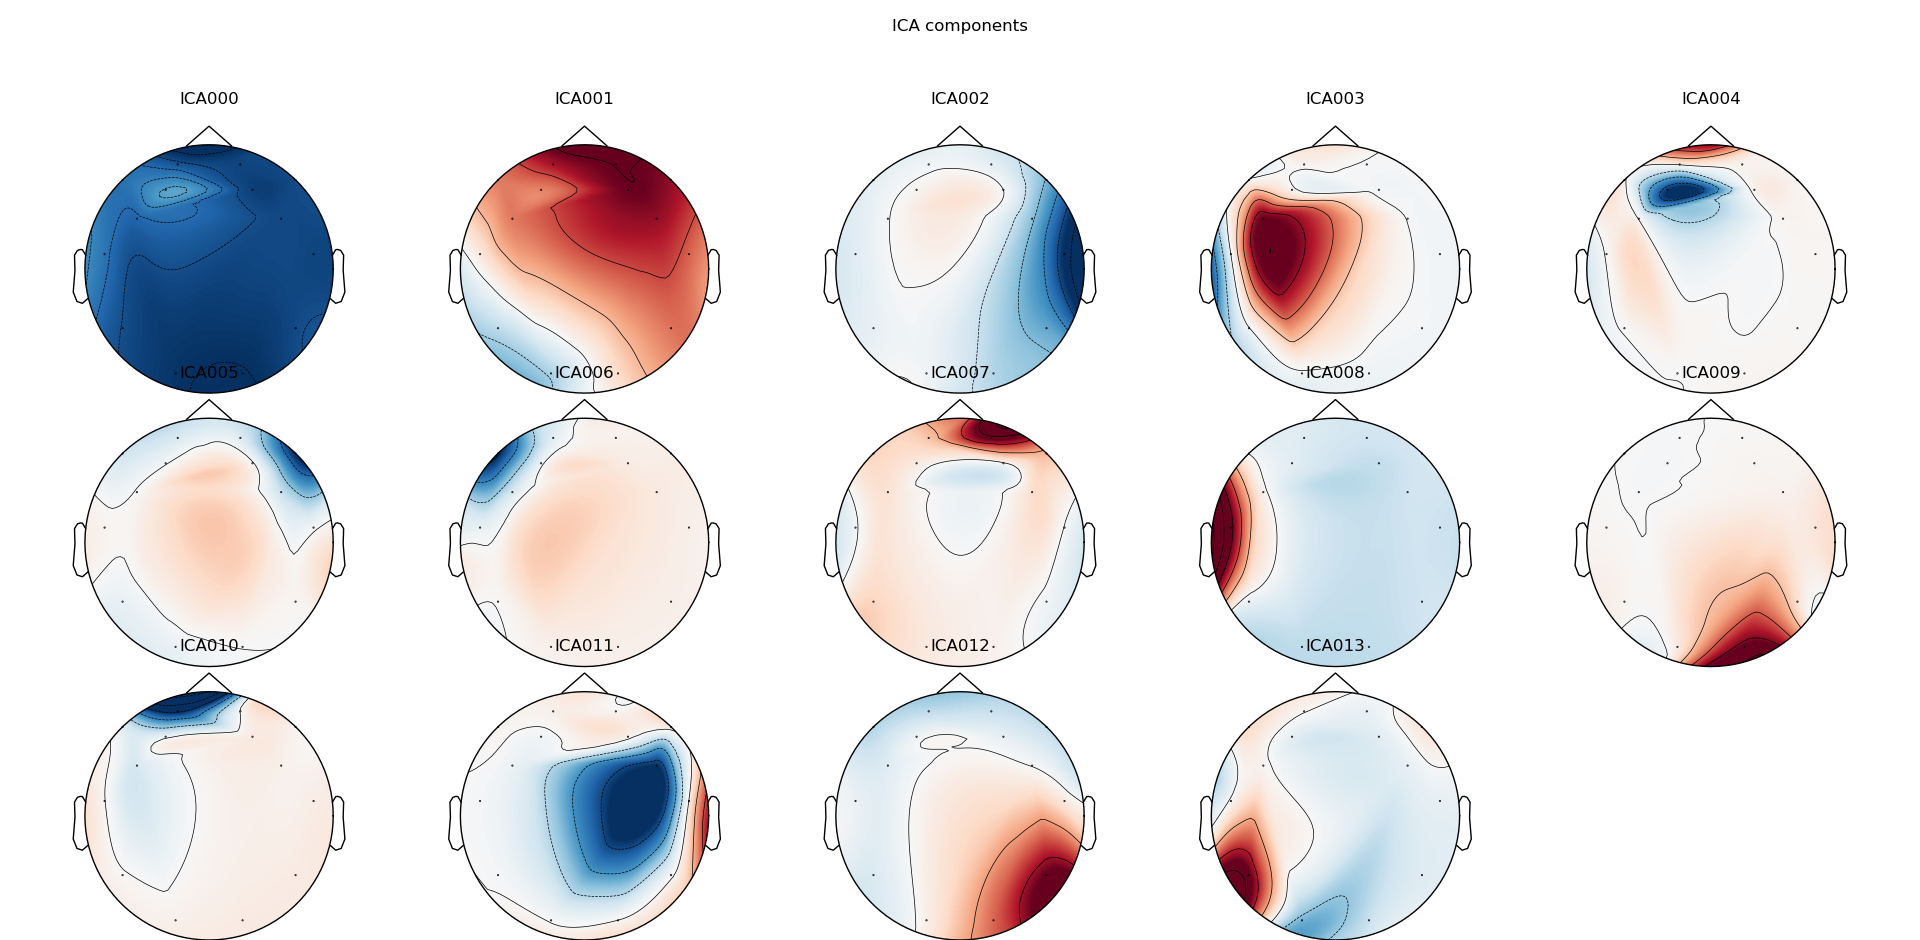 ICA components
ICA000 ICA001 ICA002 ICA003 ICA004
ICA005 ICA006 ICA007 ICA008 ICA009
ICA010 ICA011 ICA012 ICA013